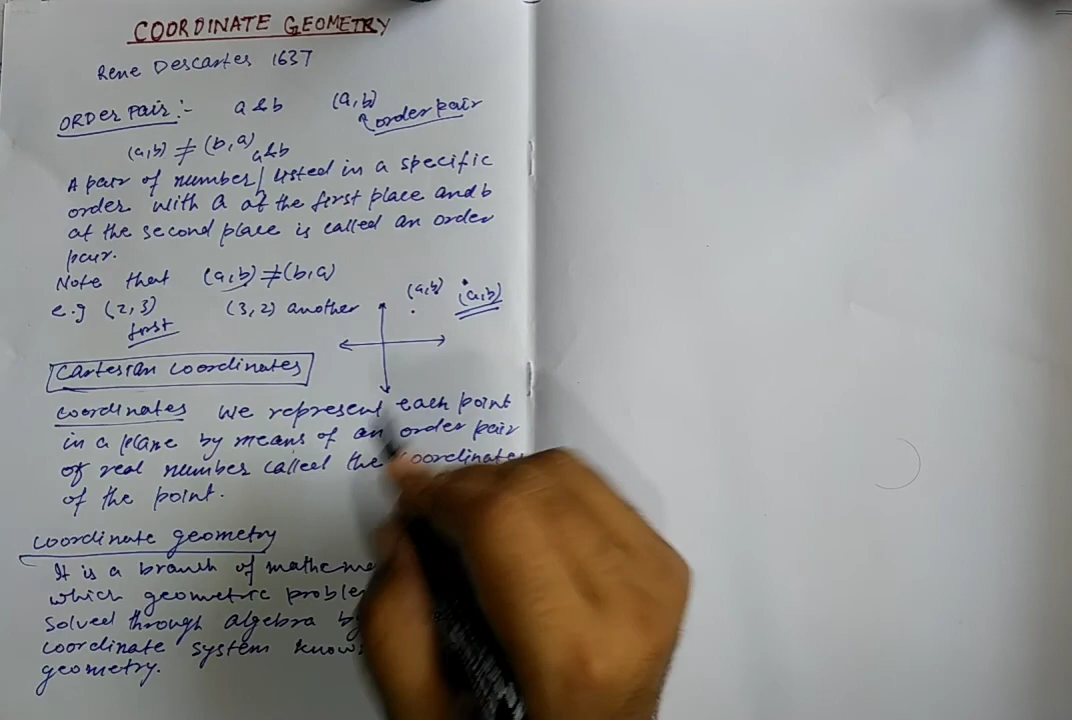 COORDINATE GEOMETRY
Rene Descartes 1637
ORDER PAIR :- a & b (a,b)
order pair
(a,b) ≠ (b,a)
a&b
A pair of number listed in a specific
order with a at the first place and b
at the second place is called an order
pair.
Note that (a,b) ≠ (b,a)
e.g (2,3) (3,2) another
first
(a,b) (a,b)
Cartesian coordinates
coordinates We represent each point
in a plane by means of an order pair
of real number called the coordinates
of the point.
coordinate geometry
It is a branch of mathema
which geometric proble
solved through algebra by
coordinate system know
geometry.